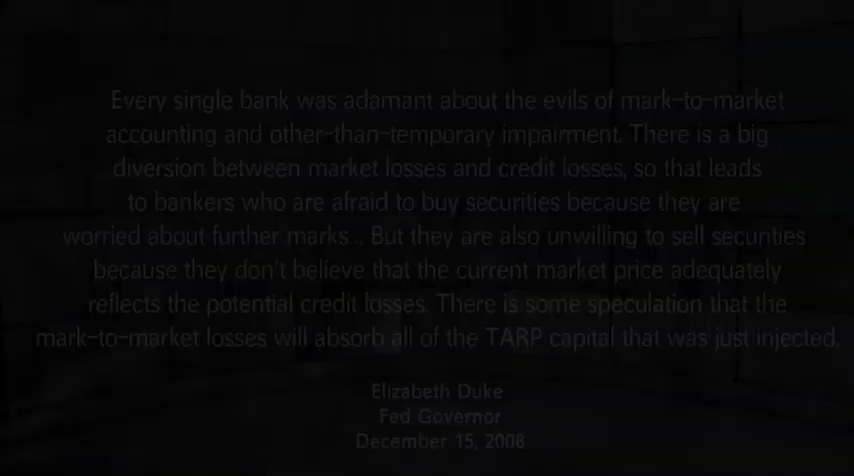 Every single bank was adamant about the evils of mark-to-market
accounting and other-than-temporary impairment. There is a big
diversion between market losses and credit losses, so that leads
to bankers who are afraid to buy securities because they are
worried about further marks... But they are also unwilling to sell securities
because they don't believe that the current market price adequately
reflects the potential credit losses. There is some speculation that the
mark-to-market losses will absorb all of the TARP capital that was just injected.
Elizabeth Duke
Fed Governor
December 15, 2008